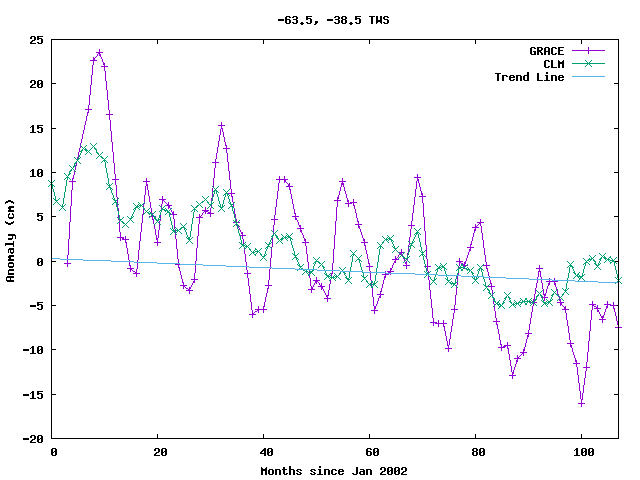 -63.5, -38.5 TWS
GRACE
CLM
Trend Line
25
20
15
10
5
0
-5
-10
-15
-20
Anomaly (cm)
0 20 40 60 80 100
Months since Jan 2002